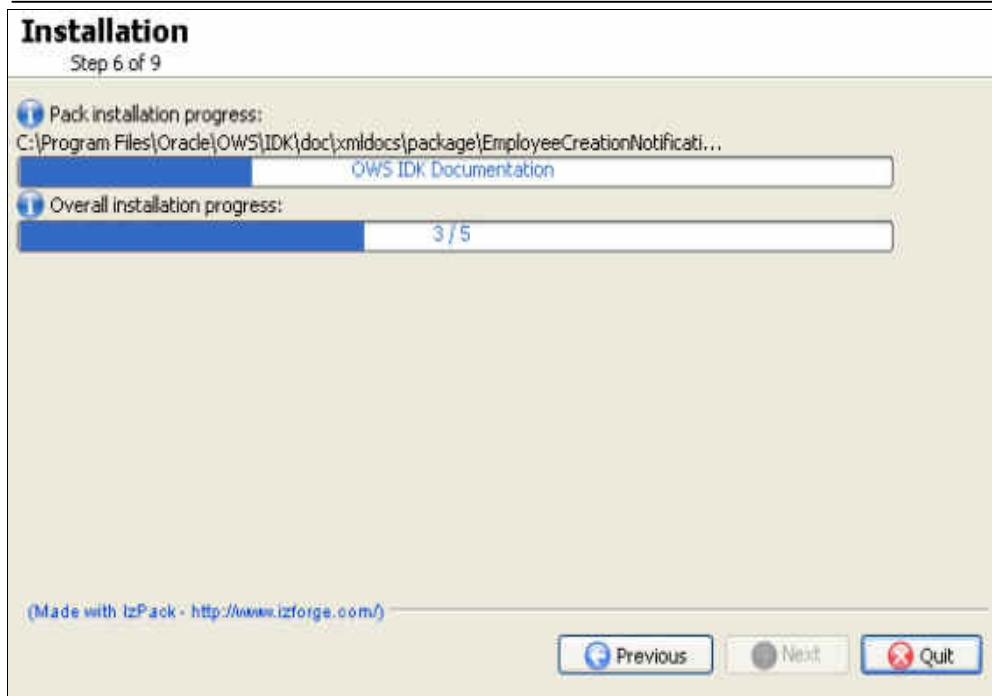 Installation
Step 6 of 9
Pack installation progress:
C:\Program Files\Oracle\OWS\IDK\doc\xmldocs\package\EmployeeCreationNotificati...
OWS IDK Documentation
Overall installation progress:
3 / 5
(Made with IzPack - http://www.izforge.com/)
Previous
Next
Quit